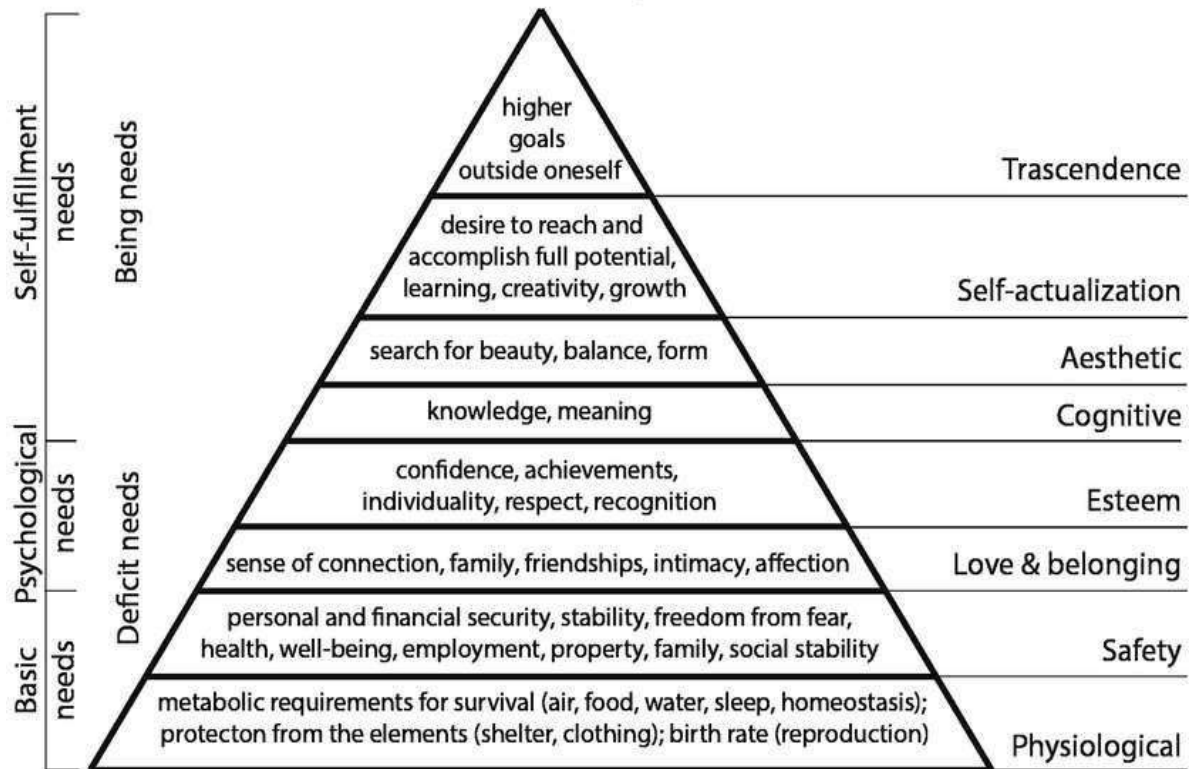 higher
goals
outside oneself
Trascendence
desire to reach and
accomplish full potential,
learning, creativity, growth
Self-actualization
search for beauty, balance, form
Aesthetic
knowledge, meaning
Cognitive
confidence, achievements,
individuality, respect, recognition
Esteem
sense of connection, family, friendships, intimacy, affection
Love & belonging
personal and financial security, stability, freedom from fear,
health, well-being, employment, property, family, social stability
Safety
metabolic requirements for survival (air, food, water, sleep, homeostasis);
protecton from the elements (shelter, clothing); birth rate (reproduction)
Physiological
Self-fulfillment
needs
Being needs
Psychological
needs
Deficit needs
Basic
needs